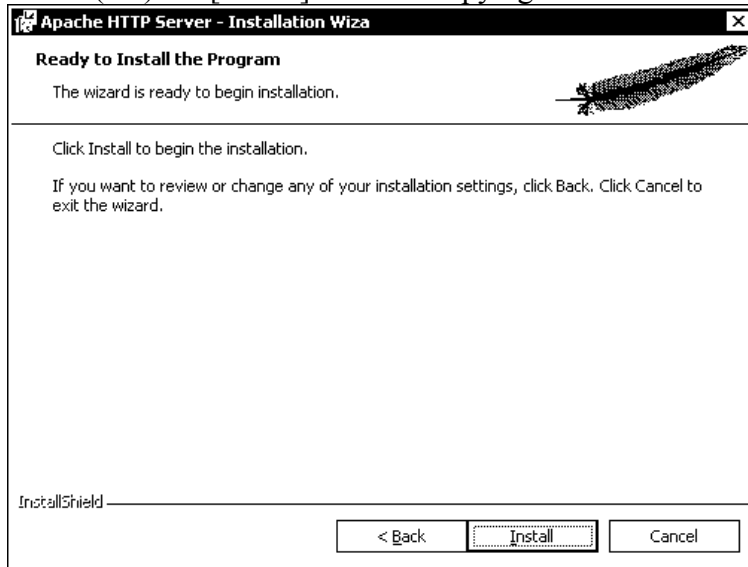 Apache HTTP Server - Installation Wiza
Ready to Install the Program
The wizard is ready to begin installation.
Click Install to begin the installation.
If you want to review or change any of your installation settings, click Back. Click Cancel to
exit the wizard.
InstallShield
< Back
Install
Cancel